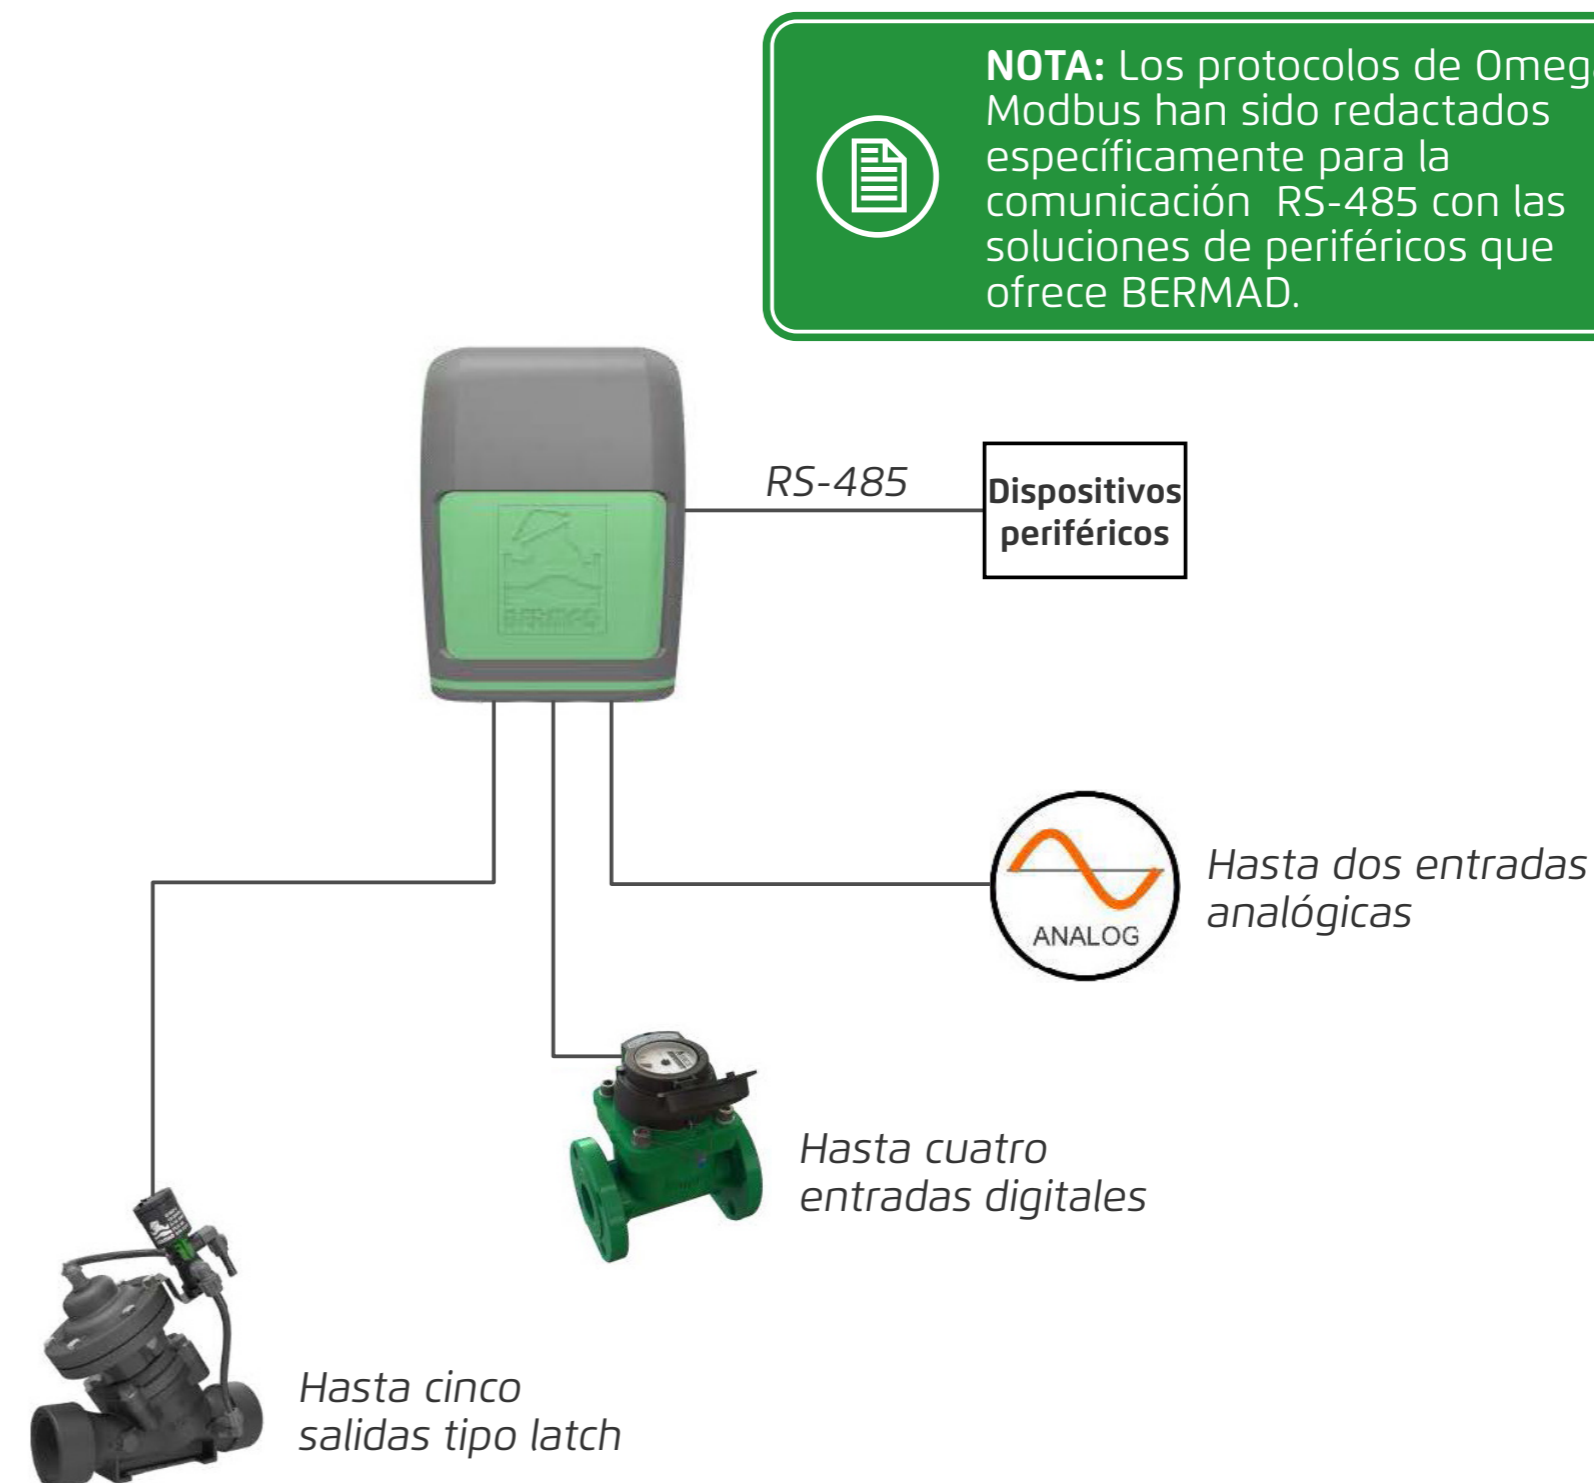 NOTA: Los protocolos de Omega
Modbus han sido redactados
específicamente para la
comunicación RS-485 con las
soluciones de periféricos que
ofrece BERMAD.
RS-485
Dispositivos
periféricos
BERMAD
Hasta dos entradas
analógicas
ANALOG
Hasta cuatro
entradas digitales
Hasta cinco
salidas tipo latch